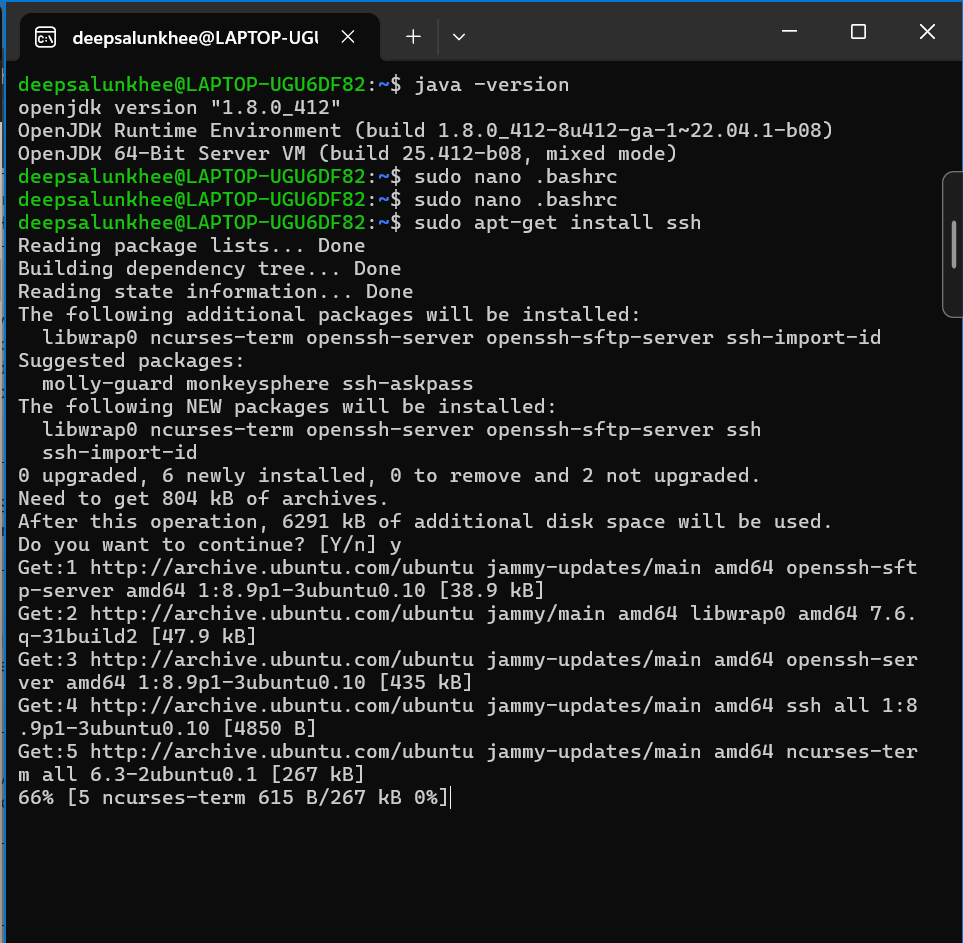 deepsalunkhee@LAPTOP-UGU
deepsalunkhee@LAPTOP-UGU6DF82:~$ java -version
openjdk version "1.8.0_412"
OpenJDK Runtime Environment (build 1.8.0_412-8u412-ga-1~22.04.1-b08)
OpenJDK 64-Bit Server VM (build 25.412-b08, mixed mode)
deepsalunkhee@LAPTOP-UGU6DF82:~$ sudo nano .bashrc
deepsalunkhee@LAPTOP-UGU6DF82:~$ sudo nano .bashrc
deepsalunkhee@LAPTOP-UGU6DF82:~$ sudo apt-get install ssh
Reading package lists... Done
Building dependency tree... Done
Reading state information... Done
The following additional packages will be installed:
  libwrap0 ncurses-term openssh-server openssh-sftp-server ssh-import-id
Suggested packages:
  molly-guard monkeysphere ssh-askpass
The following NEW packages will be installed:
  libwrap0 ncurses-term openssh-server openssh-sftp-server ssh
  ssh-import-id
0 upgraded, 6 newly installed, 0 to remove and 2 not upgraded.
Need to get 804 kB of archives.
After this operation, 6291 kB of additional disk space will be used.
Do you want to continue? [Y/n] y
Get:1 http://archive.ubuntu.com/ubuntu jammy-updates/main amd64 openssh-sft
p-server amd64 1:8.9p1-3ubuntu0.10 [38.9 kB]
Get:2 http://archive.ubuntu.com/ubuntu jammy/main amd64 libwrap0 amd64 7.6.
q-31build2 [47.9 kB]
Get:3 http://archive.ubuntu.com/ubuntu jammy-updates/main amd64 openssh-ser
ver amd64 1:8.9p1-3ubuntu0.10 [435 kB]
Get:4 http://archive.ubuntu.com/ubuntu jammy-updates/main amd64 ssh all 1:8
.9p1-3ubuntu0.10 [4850 B]
Get:5 http://archive.ubuntu.com/ubuntu jammy-updates/main amd64 ncurses-ter
m all 6.3-2ubuntu0.1 [267 kB]
66% [5 ncurses-term 615 B/267 kB 0%]